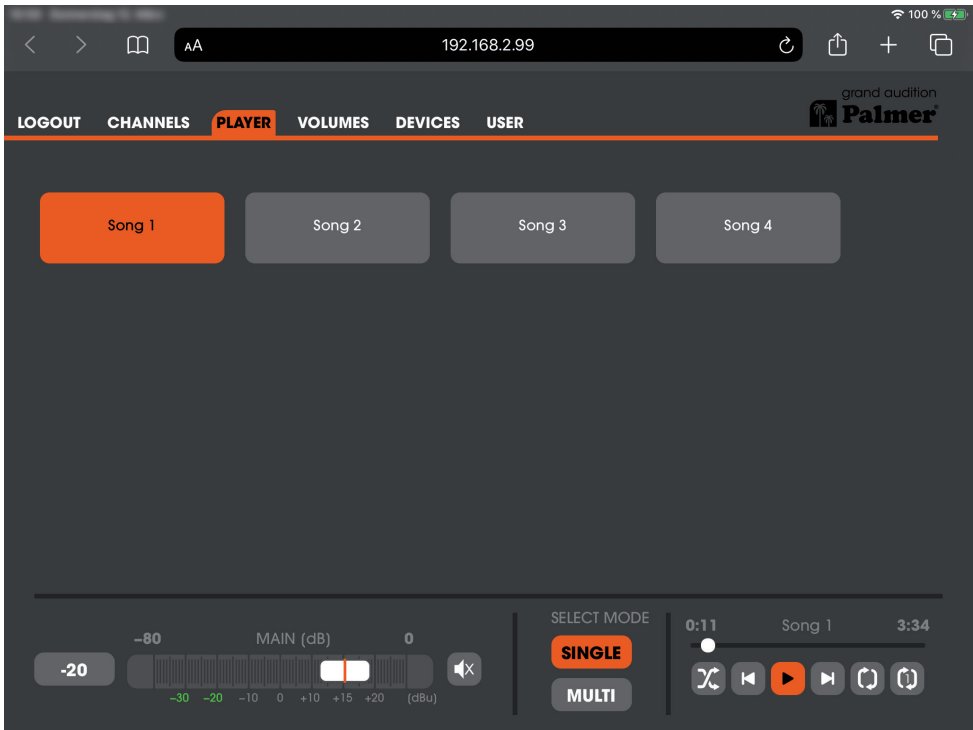 100 %
AA
192.168.2.99
grand audition
Palmer®
LOGOUT CHANNELS PLAYER VOLUMES DEVICES USER
Song 1 Song 2 Song 3 Song 4
SELECT MODE
SINGLE
MULTI
-80 MAIN (dB) 0
-20
-30 -20 -10 0 +10 +15 +20 (dBu)
0:11 Song 1 3:34
1